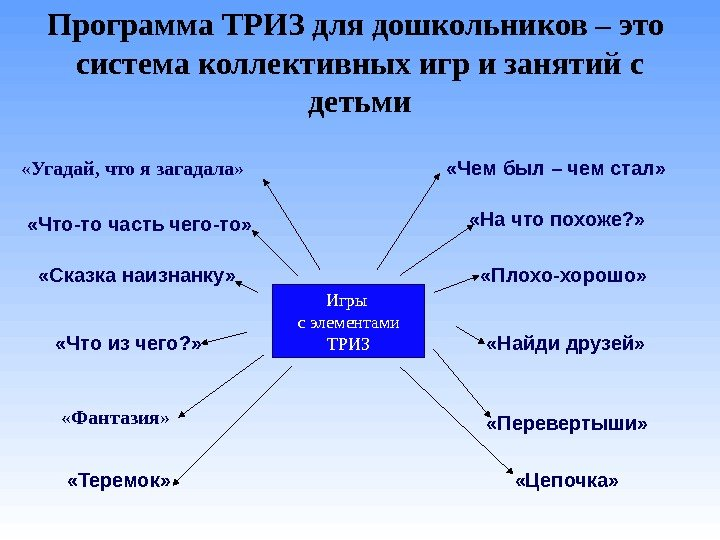 Программа ТРИЗ для дошкольников – это
система коллективных игр и занятий с
детьми
«Угадай, что я загадала»
«Чем был – чем стал»
«Что-то часть чего-то»
«На что похоже?»
«Сказка наизнанку»
«Плохо-хорошо»
Игры
с элементами
ТРИЗ
«Что из чего?»
«Найди друзей»
«Фантазия»
«Перевертыши»
«Теремок»
«Цепочка»